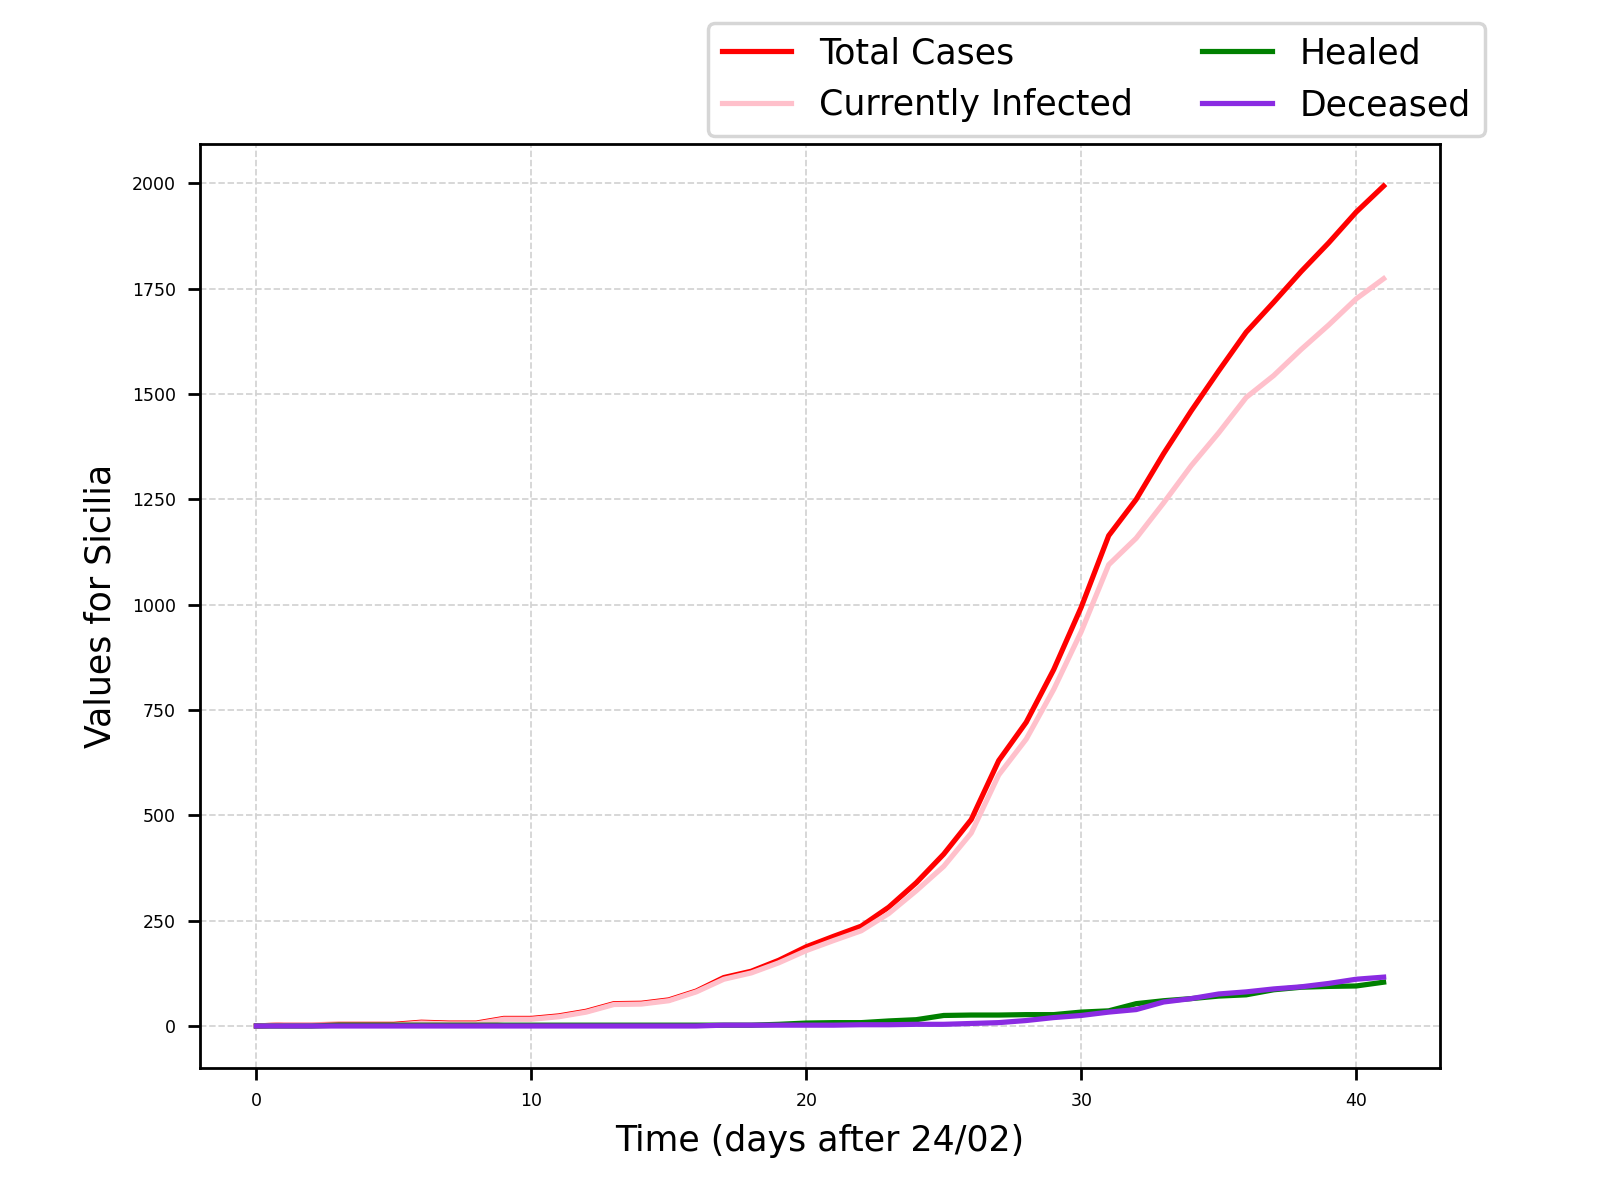 Total Cases
Currently Infected
Healed
Deceased
2000
1750
1500
1250
1000
750
500
250
0
Values for Sicilia
0 10 20 30 40
Time (days after 24/02)